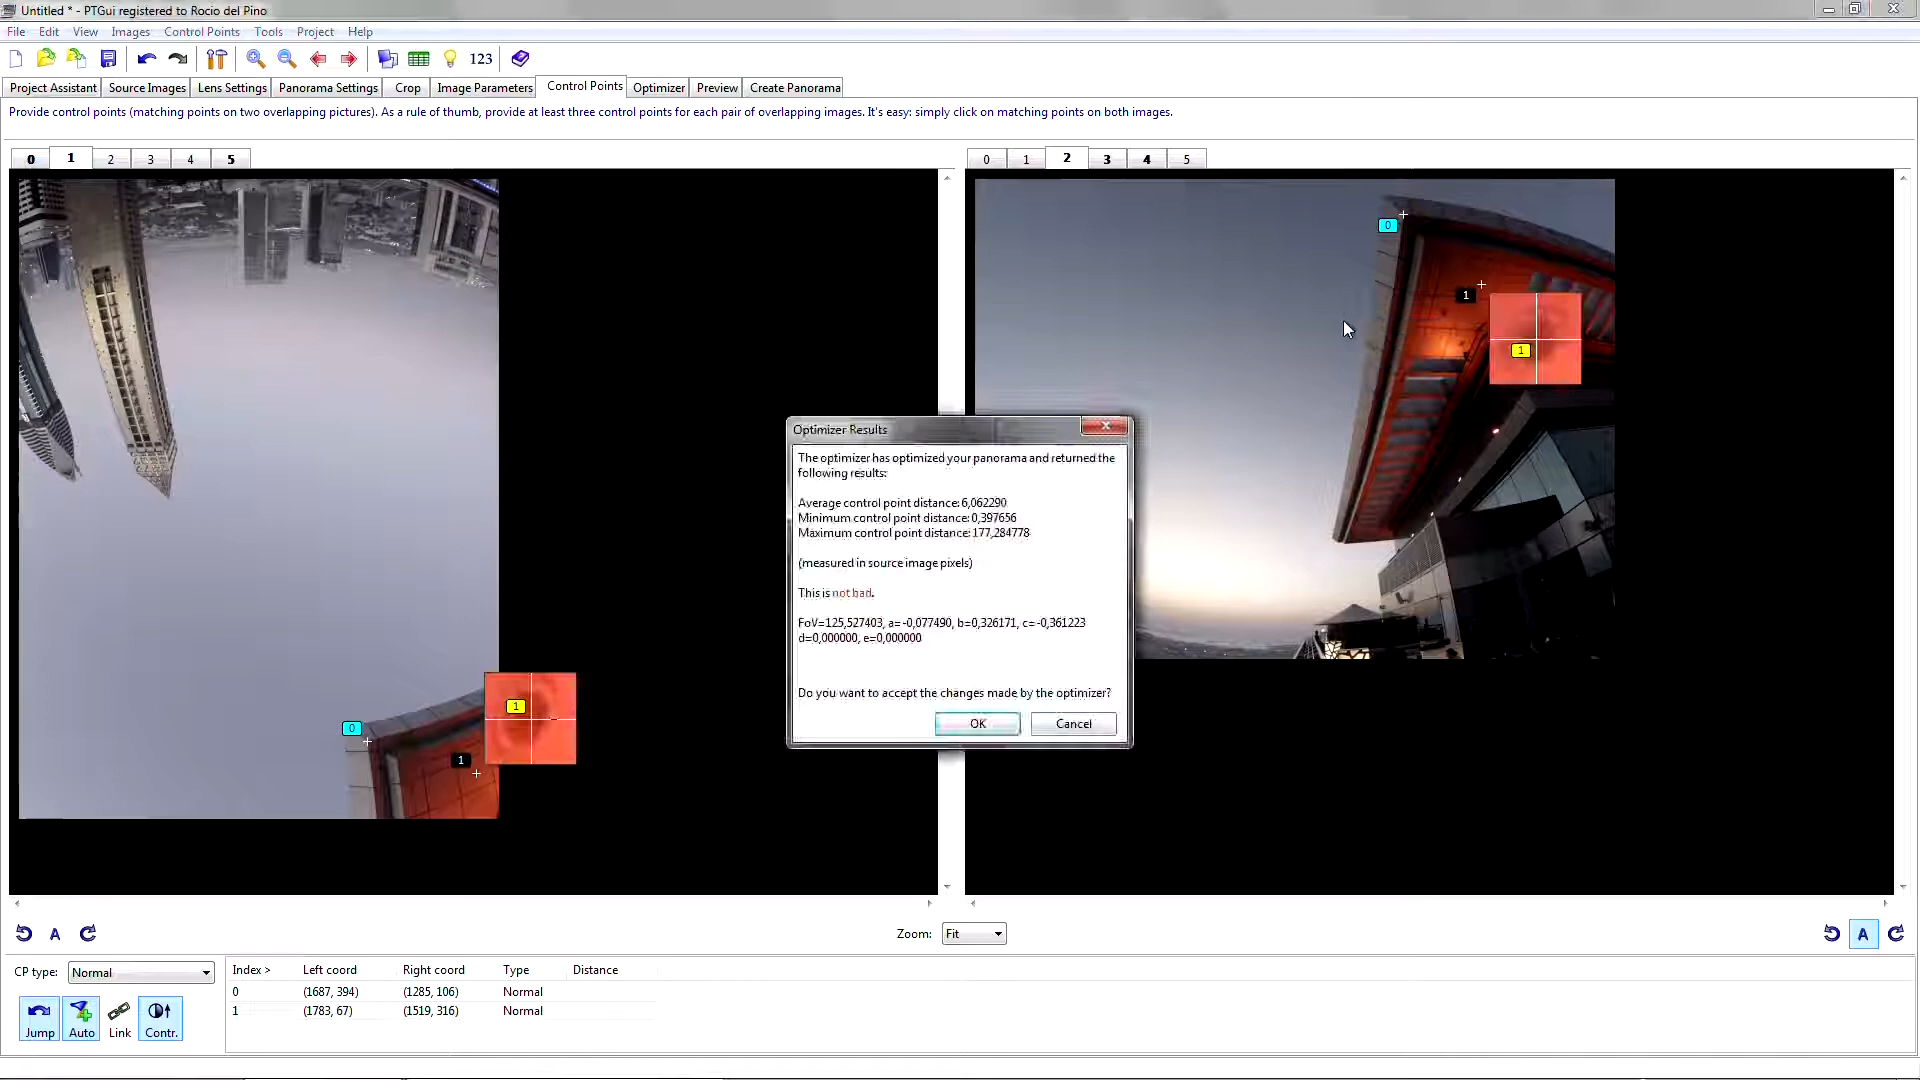 Untitled * - PTGui registered to Rocio del Pino
File Edit View Images Control Points Tools Project Help
123
Project Assistant Source Images Lens Settings Panorama Settings Crop Image Parameters Control Points Optimizer Preview Create Panorama
Provide control points (matching points on two overlapping pictures). As a rule of thumb, provide at least three control points for each pair of overlapping images. It's easy: simply click on matching points on both images.
0 1 2 3 4 5
0 1 2 3 4 5
0
1
1
0
1
1
Optimizer Results
The optimizer has optimized your panorama and returned the
following results:
Average control point distance: 6,062290
Minimum control point distance: 0,397656
Maximum control point distance: 177,284778
(measured in source image pixels)
This is not bad.
FoV=125,527403, a=-0,077490, b=0,326171, c=-0,361223
d=0,000000, e=0,000000
Do you want to accept the changes made by the optimizer?
OK Cancel
A Zoom: Fit A
CP type: Normal
Index > Left coord Right coord Type Distance
0 (1687, 394) (1285, 106) Normal
1 (1783, 67) (1519, 316) Normal
Jump Auto Link Contr.